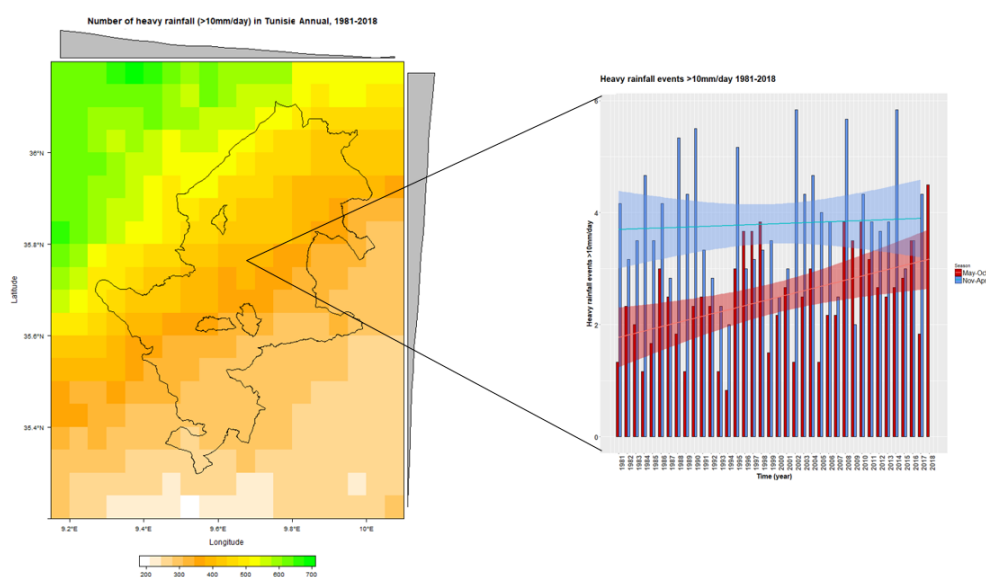 Number of heavy rainfall (>10mm/day) in Tunisie Annual, 1981-2018
Latitude
36°N
35.8°N
35.6°N
35.4°N
9.2°E
9.4°E
9.6°E
9.8°E
10°E
Longitude
200
300
400
500
600
700
Heavy rainfall events >10mm/day 1981-2018
Heavy rainfall events >10mm/day
6
4
2
0
1981
1982
1983
1984
1985
1986
1987
1988
1989
1990
1991
1992
1993
1994
1995
1996
1997
1998
1999
2000
2001
2002
2003
2004
2005
2006
2007
2008
2009
2010
2011
2012
2013
2014
2015
2016
2017
2018
Time (year)
Season
May-Oct
Nov-Apr